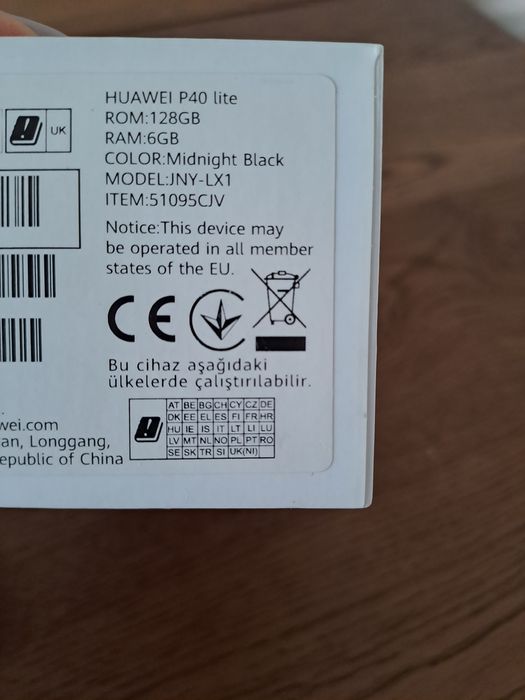 HUAWEI P40 lite
ROM:128GB
RAM:6GB
COLOR:Midnight Black
MODEL:JNY-LX1
ITEM:51095CJV
UK
Notice:This device may
be operated in all member
states of the EU.
CE
Bu cihaz aşağıdaki
ülkelerde çalıştırılabilir.
AT BE BG CH CY CZ DE
DK EE EL ES FI FR HR
HU IE IS IT LT LI LU
LV MT NL NO PL PT RO
SE SK TR SI UK(NI)
wei.com
an, Longgang,
epublic of China